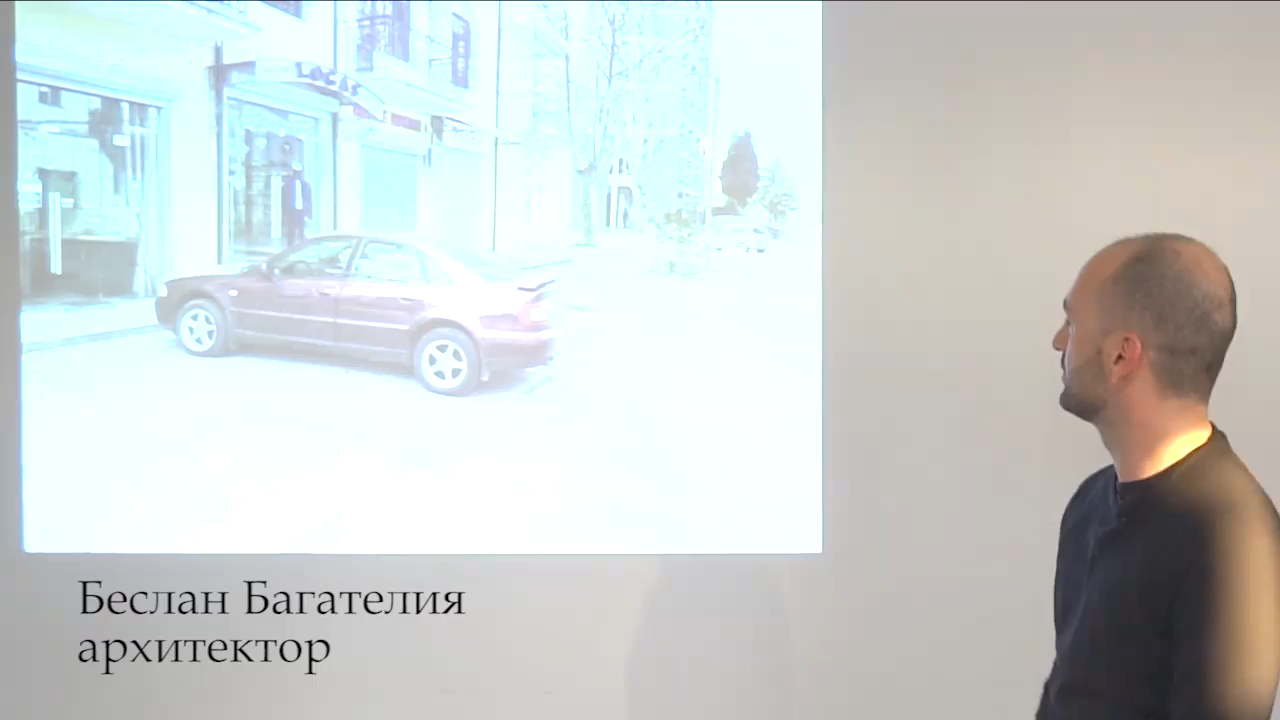 Беслан Багателия
архитектор